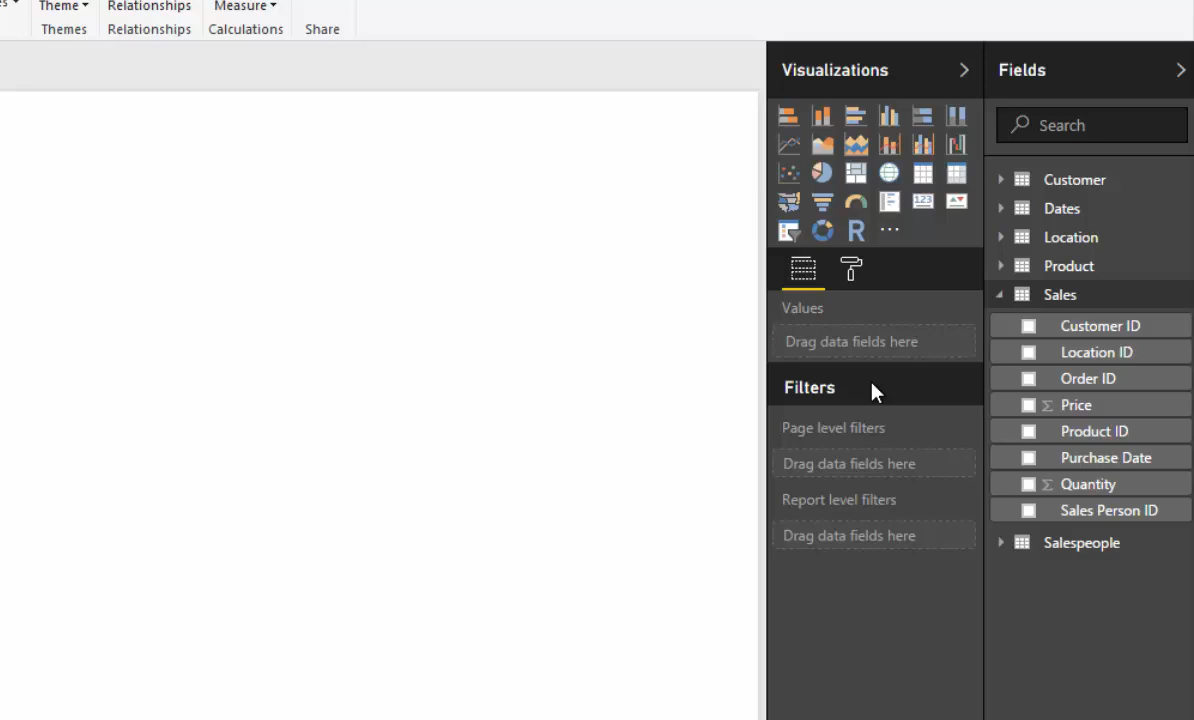 Theme
Relationships
Measure
Themes
Relationships
Calculations
Share
Visualizations
Fields
Search
Customer
Dates
Location
Product
Sales
Customer ID
Location ID
Order ID
Price
Product ID
Purchase Date
Quantity
Sales Person ID
Salespeople
123
R
Values
Drag data fields here
Filters
Page level filters
Drag data fields here
Report level filters
Drag data fields here